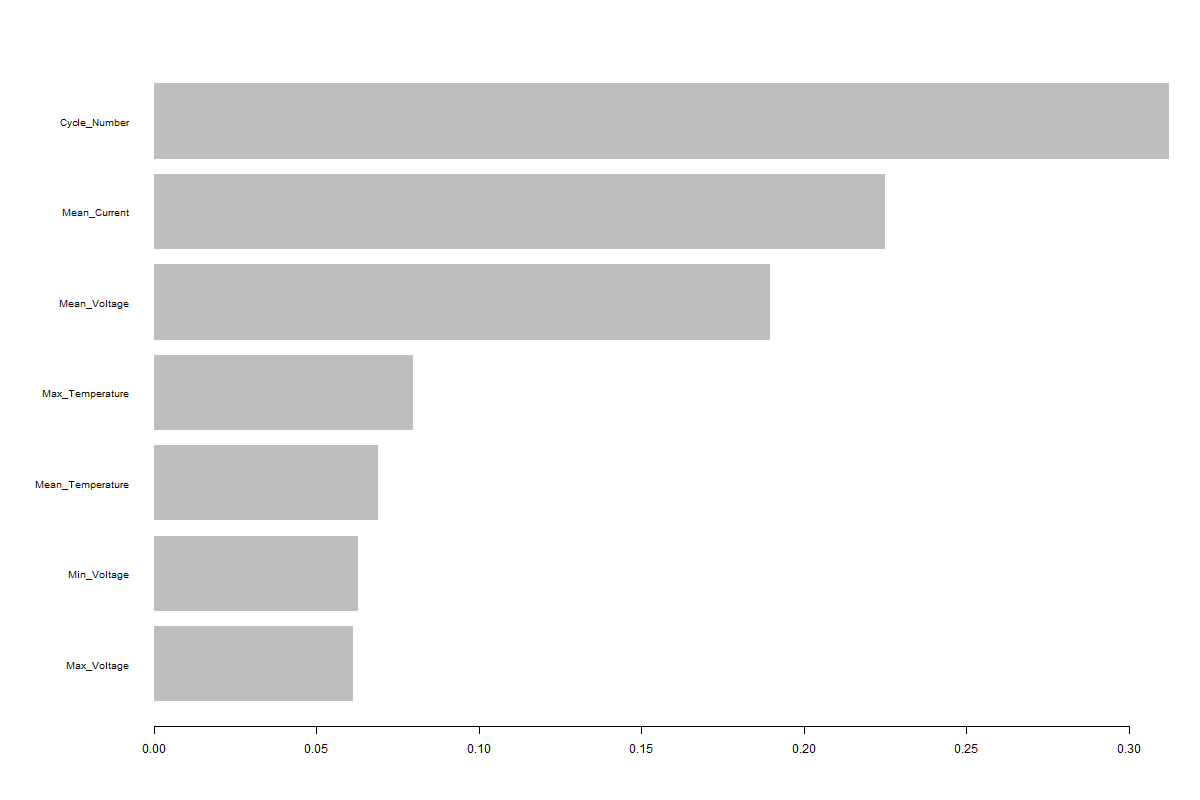 Cycle_Number
Mean_Current
Mean_Voltage
Max_Temperature
Mean_Temperature
Min_Voltage
Max_Voltage
0.00 0.05 0.10 0.15 0.20 0.25 0.30